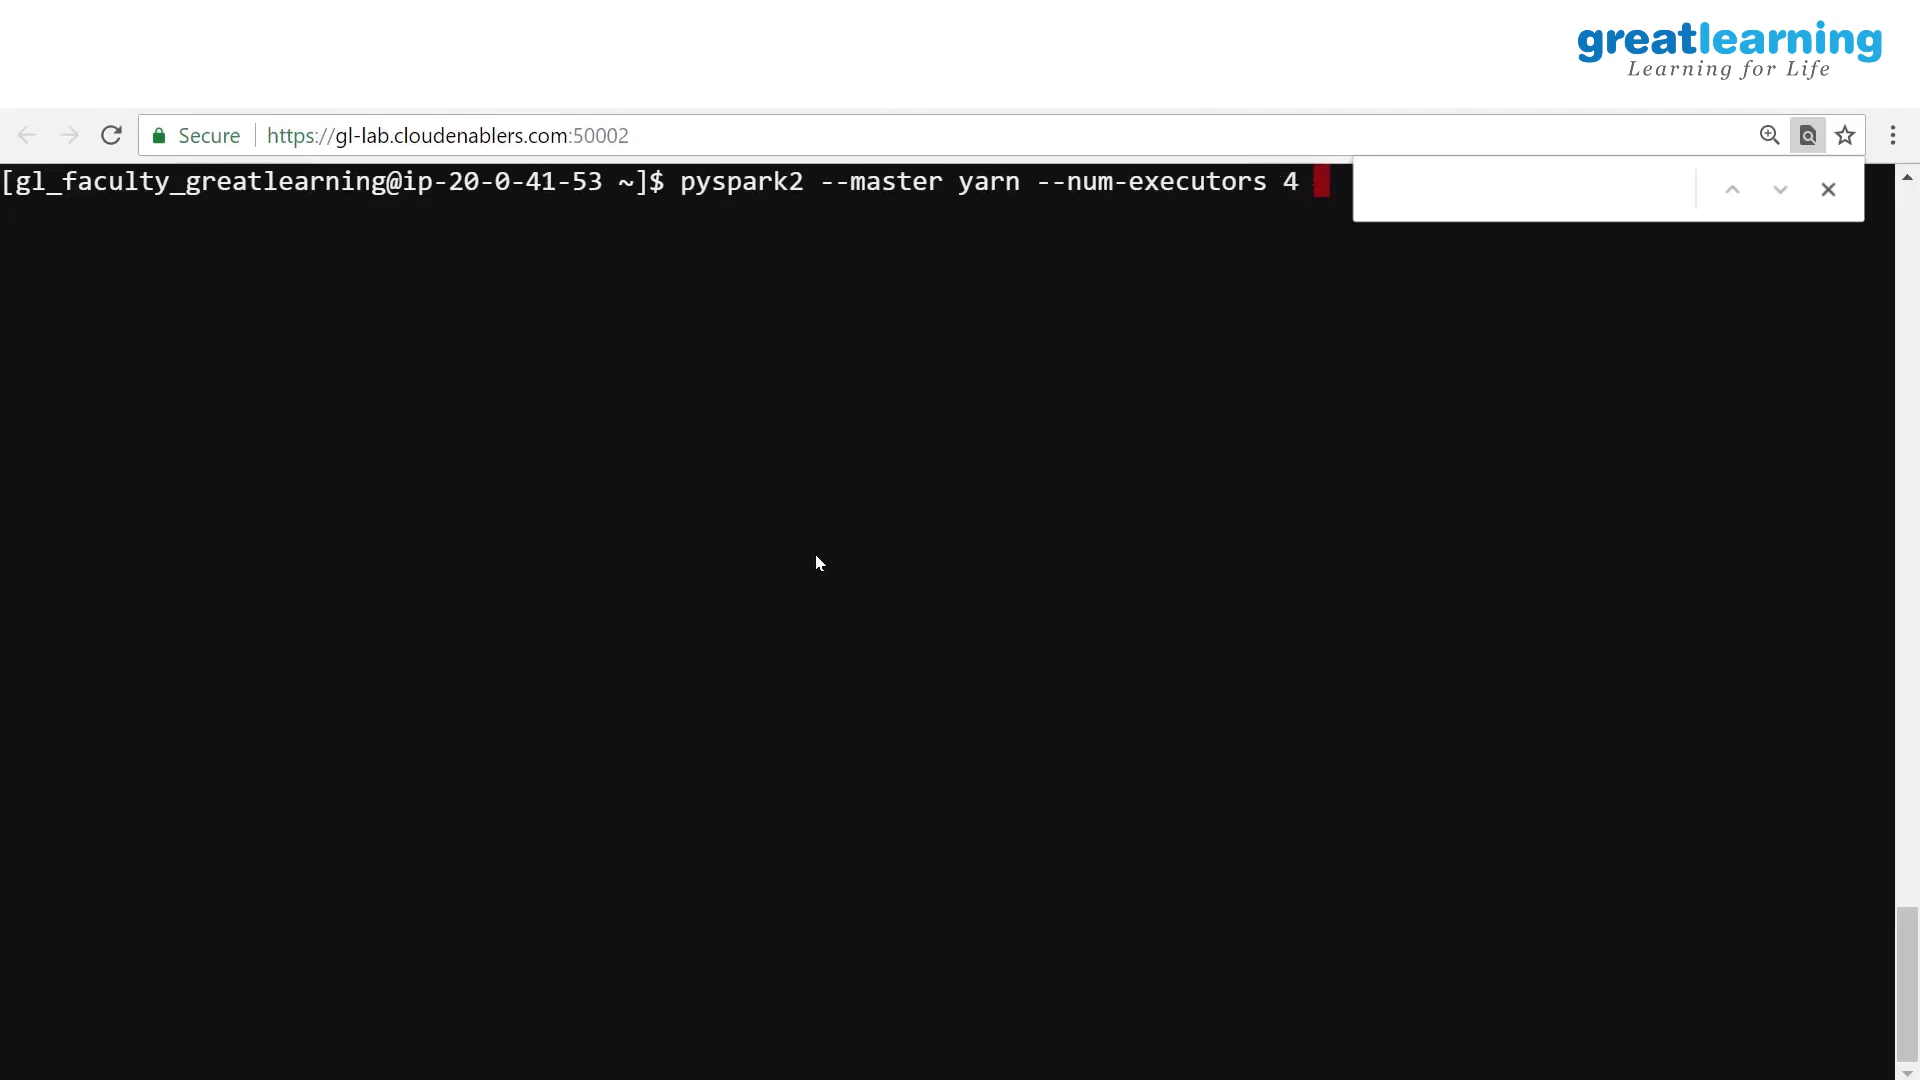 greatlearning
Learning for Life
Secure https://gl-lab.cloudenablers.com:50002
[gl_faculty_greatlearning@ip-20-0-41-53 ~]$ pyspark2 --master yarn --num-executors 4